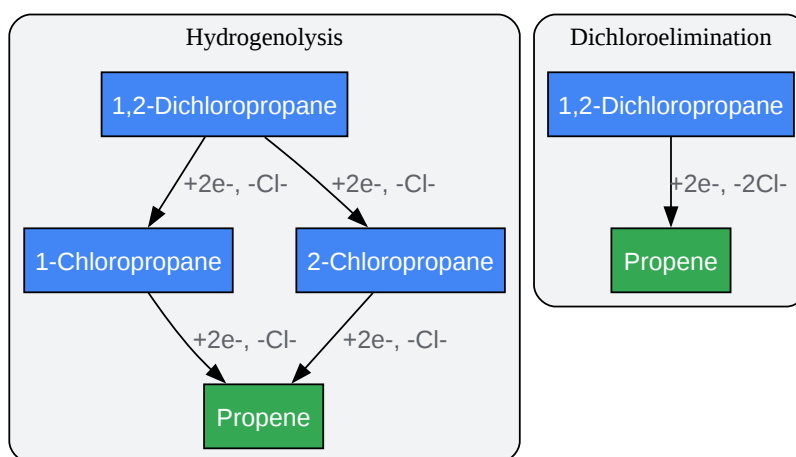 Hydrogenolysis
1,2-Dichloropropane
+2e-, -Cl-
+2e-, -Cl-
1-Chloropropane
2-Chloropropane
+2e-, -Cl-
+2e-, -Cl-
Propene
Dichloroelimination
1,2-Dichloropropane
+2e-, -2Cl-
Propene